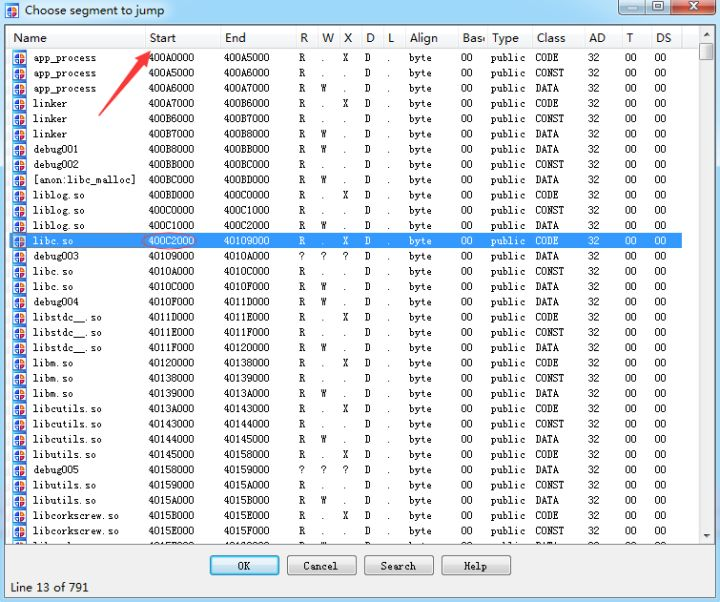 Choose segment to jump
Name Start End R W X D L Align Base Type Class AD T DS
app_process 400A0000 400A5000 R . X D . byte 00 public CODE 32 00 00
app_process 400A5000 400A6000 R . . D . byte 00 public CONST 32 00 00
app_process 400A6000 400A7000 R W . D . byte 00 public DATA 32 00 00
linker 400A7000 400B6000 R . X D . byte 00 public CODE 32 00 00
linker 400B6000 400B7000 R . . D . byte 00 public CONST 32 00 00
linker 400B7000 400B8000 R W . D . byte 00 public DATA 32 00 00
debug001 400B8000 400BB000 R W . D . byte 00 public DATA 32 00 00
debug002 400BB000 400BC000 R . . D . byte 00 public CONST 32 00 00
[anon:libc_malloc] 400BC000 400BD000 R W . D . byte 00 public DATA 32 00 00
liblog.so 400BD000 400C0000 R . X D . byte 00 public CODE 32 00 00
liblog.so 400C0000 400C1000 R . . D . byte 00 public CONST 32 00 00
liblog.so 400C1000 400C2000 R W . D . byte 00 public DATA 32 00 00
libc.so 400C2000 40109000 R . X D . byte 00 public CODE 32 00 00
debug003 40109000 4010A000 ? ? ? D . byte 00 public DATA 32 00 00
libc.so 4010A000 4010C000 R . . D . byte 00 public CONST 32 00 00
libc.so 4010C000 4010F000 R W . D . byte 00 public DATA 32 00 00
debug004 4010F000 4011D000 R W . D . byte 00 public DATA 32 00 00
libstdc__.so 4011D000 4011E000 R . X D . byte 00 public CODE 32 00 00
libstdc__.so 4011E000 4011F000 R . . D . byte 00 public CONST 32 00 00
libstdc__.so 4011F000 40120000 R W . D . byte 00 public DATA 32 00 00
libm.so 40120000 40138000 R . X D . byte 00 public CODE 32 00 00
libm.so 40138000 40139000 R . . D . byte 00 public CONST 32 00 00
libm.so 40139000 4013A000 R W . D . byte 00 public DATA 32 00 00
libcutils.so 4013A000 40143000 R . X D . byte 00 public CODE 32 00 00
libcutils.so 40143000 40144000 R . . D . byte 00 public CONST 32 00 00
libcutils.so 40144000 40145000 R W . D . byte 00 public DATA 32 00 00
libutils.so 40145000 40158000 R . X D . byte 00 public CODE 32 00 00
debug005 40158000 40159000 ? ? ? D . byte 00 public DATA 32 00 00
libutils.so 40159000 4015A000 R . . D . byte 00 public CONST 32 00 00
libutils.so 4015A000 4015B000 R W . D . byte 00 public DATA 32 00 00
libcorkscrew.so 4015B000 4015E000 R . X D . byte 00 public CODE 32 00 00
libcorkscrew.so 4015E000 4015F000 R . . D . byte 00 public CONST 32 00 00
OK Cancel Search Help
Line 13 of 791